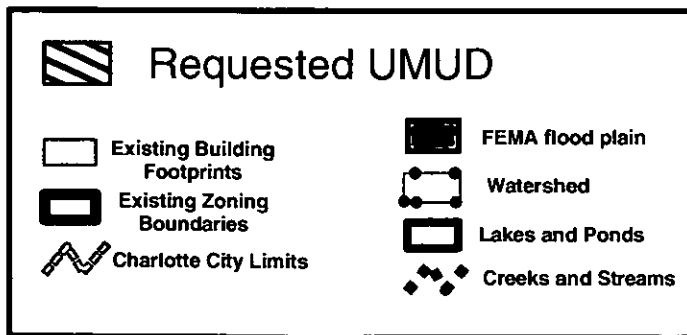 Requested UMUD
Existing Building
Footprints
Existing Zoning
Boundaries
Charlotte City Limits
FEMA flood plain
Watershed
Lakes and Ponds
Creeks and Streams